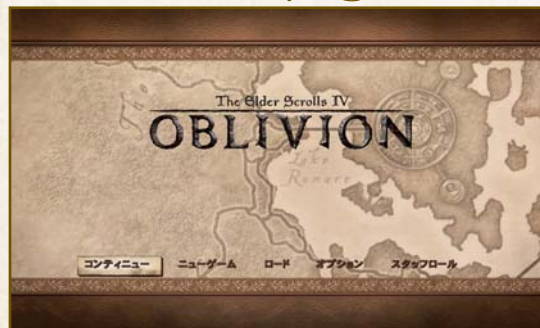 The Elder Scrolls IV
OBLIVION
The
Lake
Rumare
コンティニュー ニューゲーム ロード オプション スタッフロール